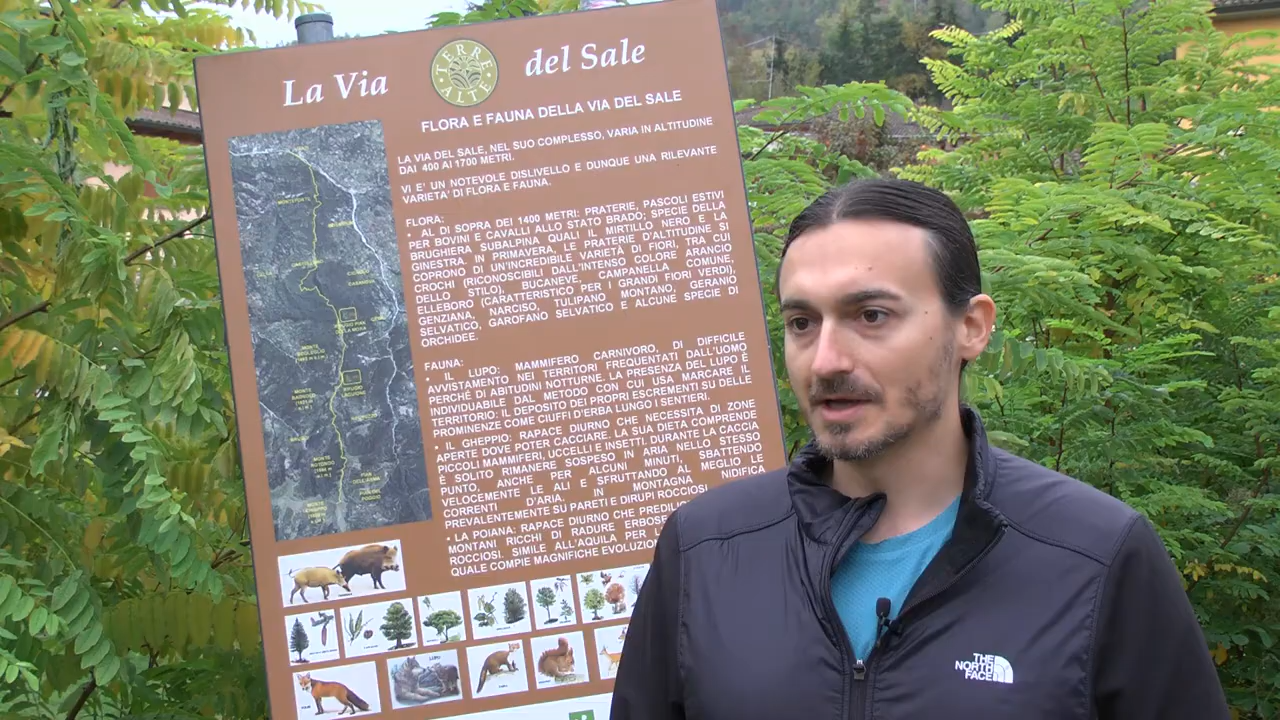 La Via
TERRE
ALTE
del Sale
FLORA E FAUNA DELLA VIA DEL SALE
LA VIA DEL SALE, NEL SUO COMPLESSO, VARIA IN ALTITUDINE
DAI 400 AI 1700 METRI.
VI E' UN NOTEVOLE DISLIVELLO E DUNQUE UNA RILEVANTE
VARIETA' DI FLORA E FAUNA.
FLORA:
• AL DI SOPRA DEI 1400 METRI: PRATERIE, PASCOLI ESTIVI
PER BOVINI E CAVALLI ALLO STATO BRADO; SPECIE DELLA
BRUGHIERA SUBALPINA QUALI IL MIRTILLO NERO E LA
GINESTRA IN PRIMAVERA, LE PRATERIE D'ALTITUDINE SI
COPRONO DI UN'INCREDIBILE VARIETÀ DI FIORI, TRA CUI
CROCHI (RICONOSCIBILI DALL'INTENSO COLORE ARANCIO
DELLO STILO), BUCANEVE, CAMPANELLA COMUNE,
ELLEBORO (CARATTERISTICO PER I GRANDI FIORI VERDI),
GENZIANA, NARCISO, TULIPANO MONTANO, GERANIO
SELVATICO, GAROFANO SELVATICO E ALCUNE SPECIE DI
ORCHIDEE.
FAUNA:
• IL LUPO: MAMMIFERO CARNIVORO, DI DIFFICILE
AVVISTAMENTO NEI TERRITORI FREQUENTATI DALL'UOMO
PERCHÉ DI ABITUDINI NOTTURNE. LA PRESENZA DEL LUPO È
INDIVIDUABILE DAL METODO CON CUI USA MARCARE IL
TERRITORIO: IL DEPOSITO DEI PROPRI ESCREMENTI SU DELLE
PROMINENZE COME CIUFFI D'ERBA LUNGO I SENTIERI.
• IL GHEPPIO: RAPACE DIURNO CHE NECESSITA DI ZONE
APERTE DOVE POTER CACCIARE. LA SUA DIETA COMPRENDE
PICCOLI MAMMIFERI, UCCELLI E INSETTI. DURANTE LA CACCIA
È SOLITO RIMANERE SOSPESO IN ARIA NELLO STESSO
PUNTO, ANCHE PER ALCUNI MINUTI, SBATTENDO
VELOCEMENTE LE ALI E SFRUTTANDO AL MEGLIO LE
CORRENTI D'ARIA. IN MONTAGNA NIDIFICA
PREVALENTEMENTE SU PARETI E DIRUPI ROCCIOSI.
• LA POIANA: RAPACE DIURNO CHE
MONTANI RICCHI DI RADURE
ROCCIOSI. SIMILE ALL'AQUILA PER
QUALE COMPIE MAGNIFICHE
THE
NORTH
FACE